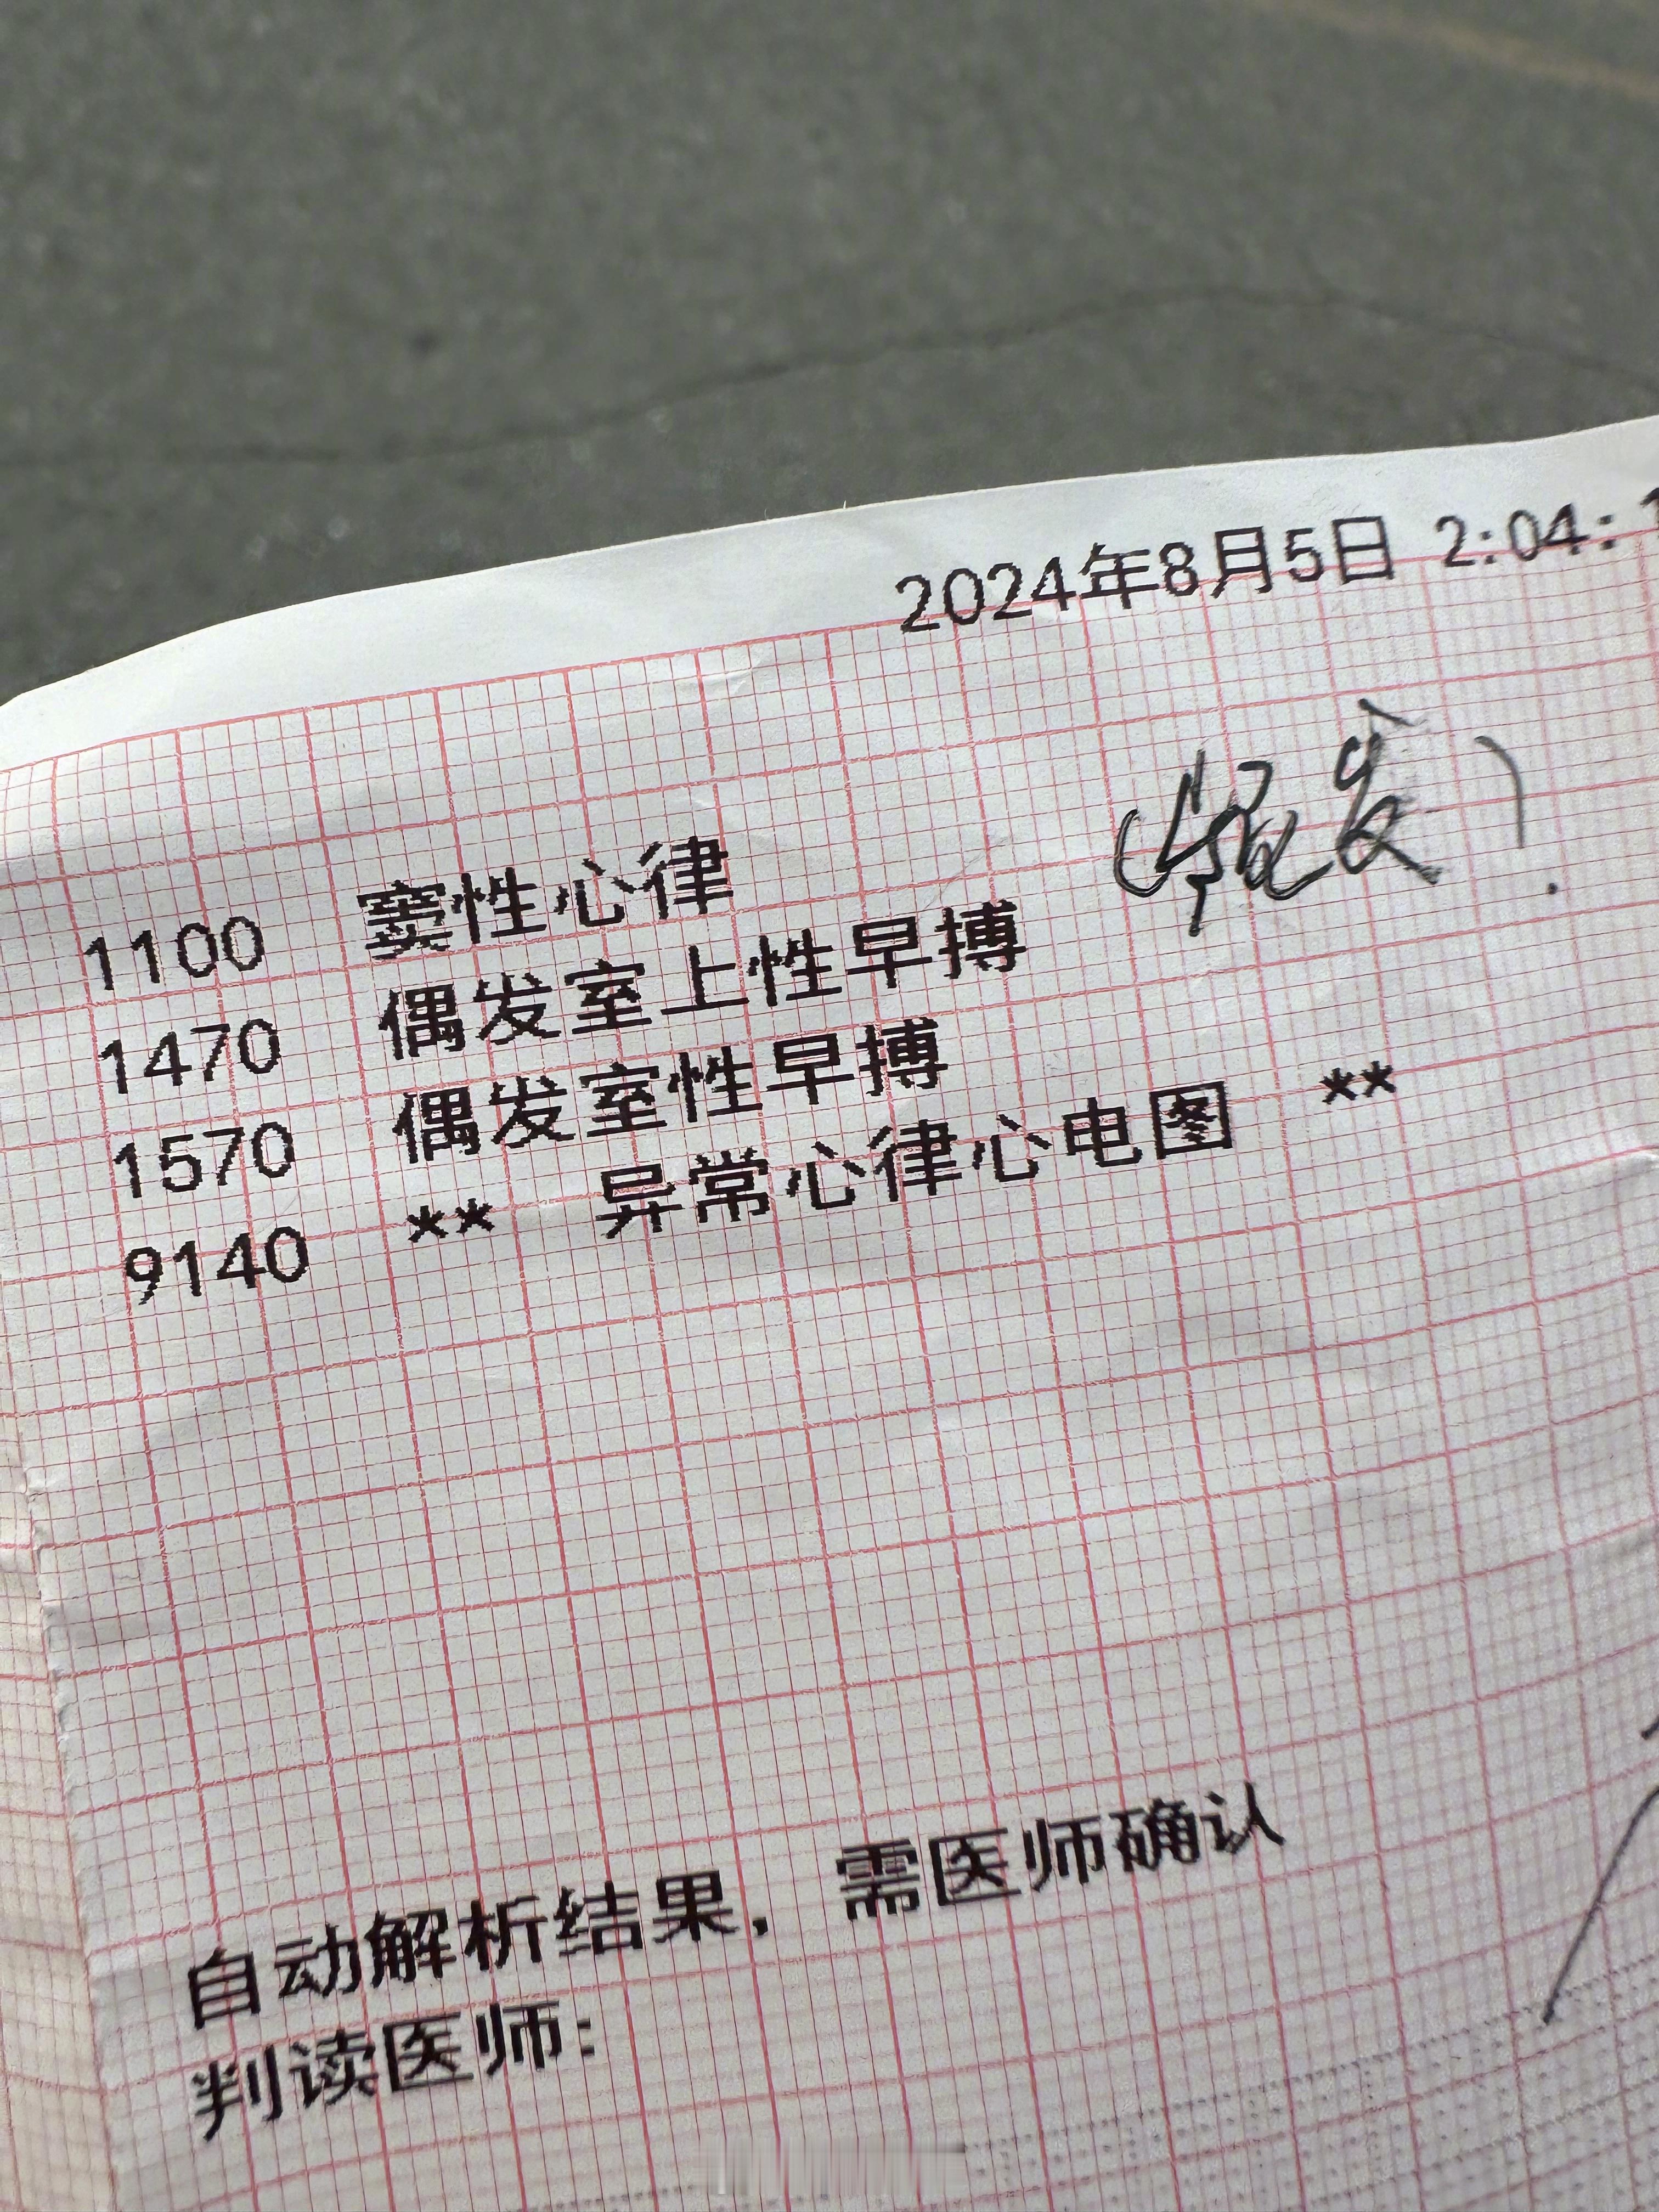 2024年8月5日 2:04:
1100 窦性心律
1470 偶发室上性早搏
1570 偶发室性早搏
9140 ** 异常心律心电图 **
自动解析结果，需医师确认
判读医师: